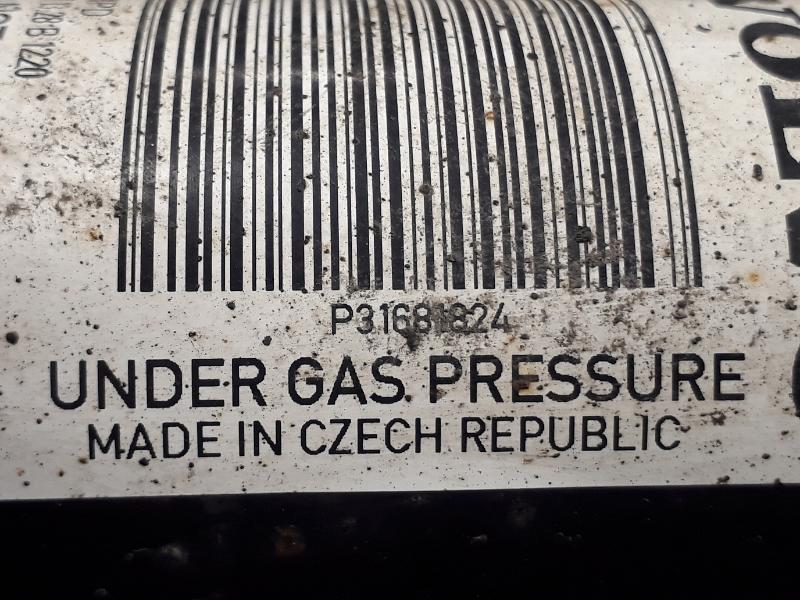 P31681824
UNDER GAS PRESSURE
MADE IN CZECH REPUBLIC